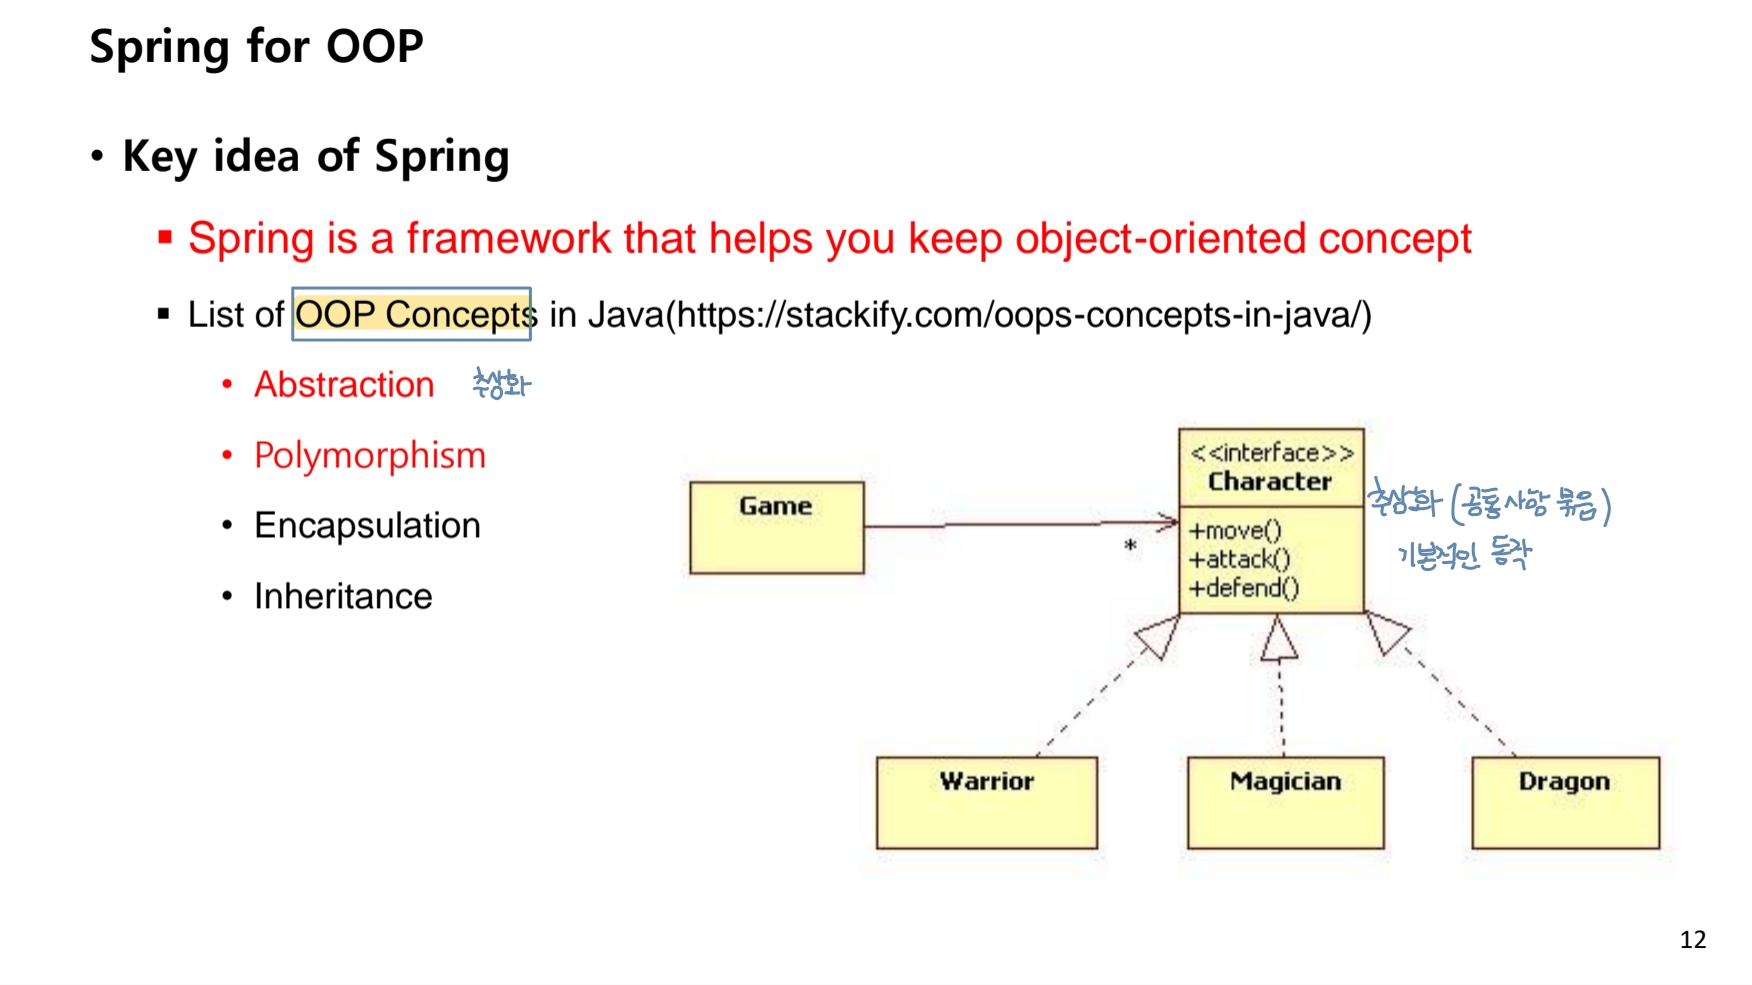 Spring for OOP
• Key idea of Spring
▪ Spring is a framework that helps you keep object-oriented concept
▪ List of OOP Concepts in Java(https://stackify.com/oops-concepts-in-java/)
• Abstraction 추상화
• Polymorphism
• Encapsulation
• Inheritance
Game
*
<<interface>>
Character
+move()
+attack()
+defend()
추상화 (공통사항 묶음)
기본적인 동작
Warrior
Magician
Dragon
12